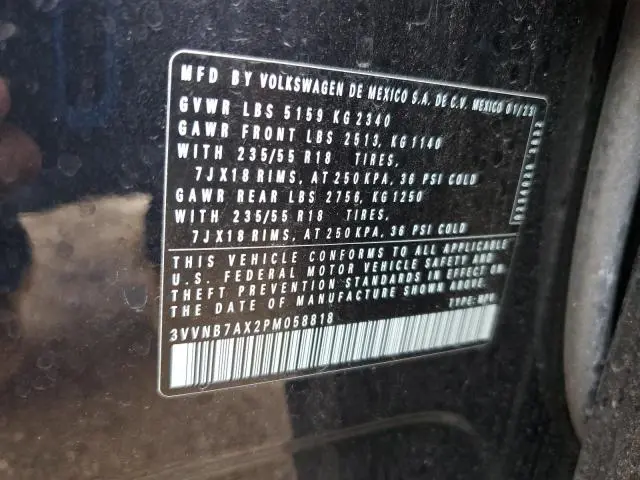 MFD BY VOLKSWAGEN DE MEXICO S.A. DE C.V. MEXICO 01/23
GVWR LBS 5159 KG 2340
GAWR FRONT LBS 2513, KG 1140
WITH 235/55 R18 TIRES,
7J X18 RIMS, AT 250 KPA, 36 PSI COLD
GAWR REAR LBS 2756, KG 1250
WITH 235/55 R18 TIRES,
7J X18 RIMS, AT 250 KPA, 36 PSI COLD
THIS VEHICLE CONFORMS TO ALL APPLICABLE
U.S. FEDERAL MOTOR VEHICLE SAFETY AND
THEFT PREVENTION STANDARDS IN EFFECT ON
THE DATE OF MANUFACTURE SHOWN ABOVE.
3VVNB7AX2PM058818 TYPE: MPV